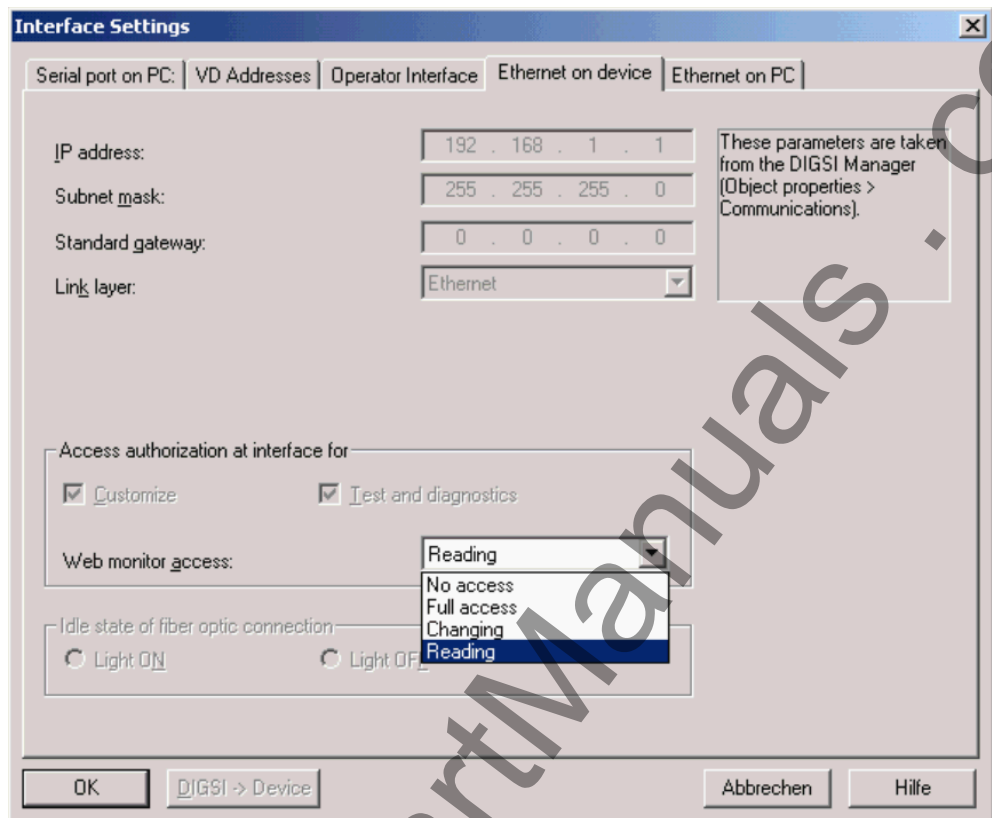 Interface Settings
Serial port on PC: VD Addresses Operator Interface Ethernet on device Ethernet on PC
IP address: 192 . 168 . 1 . 1
Subnet mask: 255 . 255 . 255 . 0
Standard gateway: 0 . 0 . 0 . 0
Link layer: Ethernet
These parameters are taken
from the DIGSI Manager
(Object properties >
Communications).
Access authorization at interface for
Customize Test and diagnostics
Web monitor access: Reading
No access
Full access
Changing
Reading
Idle state of fiber optic connection
Light ON Light OFF
OK DIGSI -> Device Abbrechen Hilfe